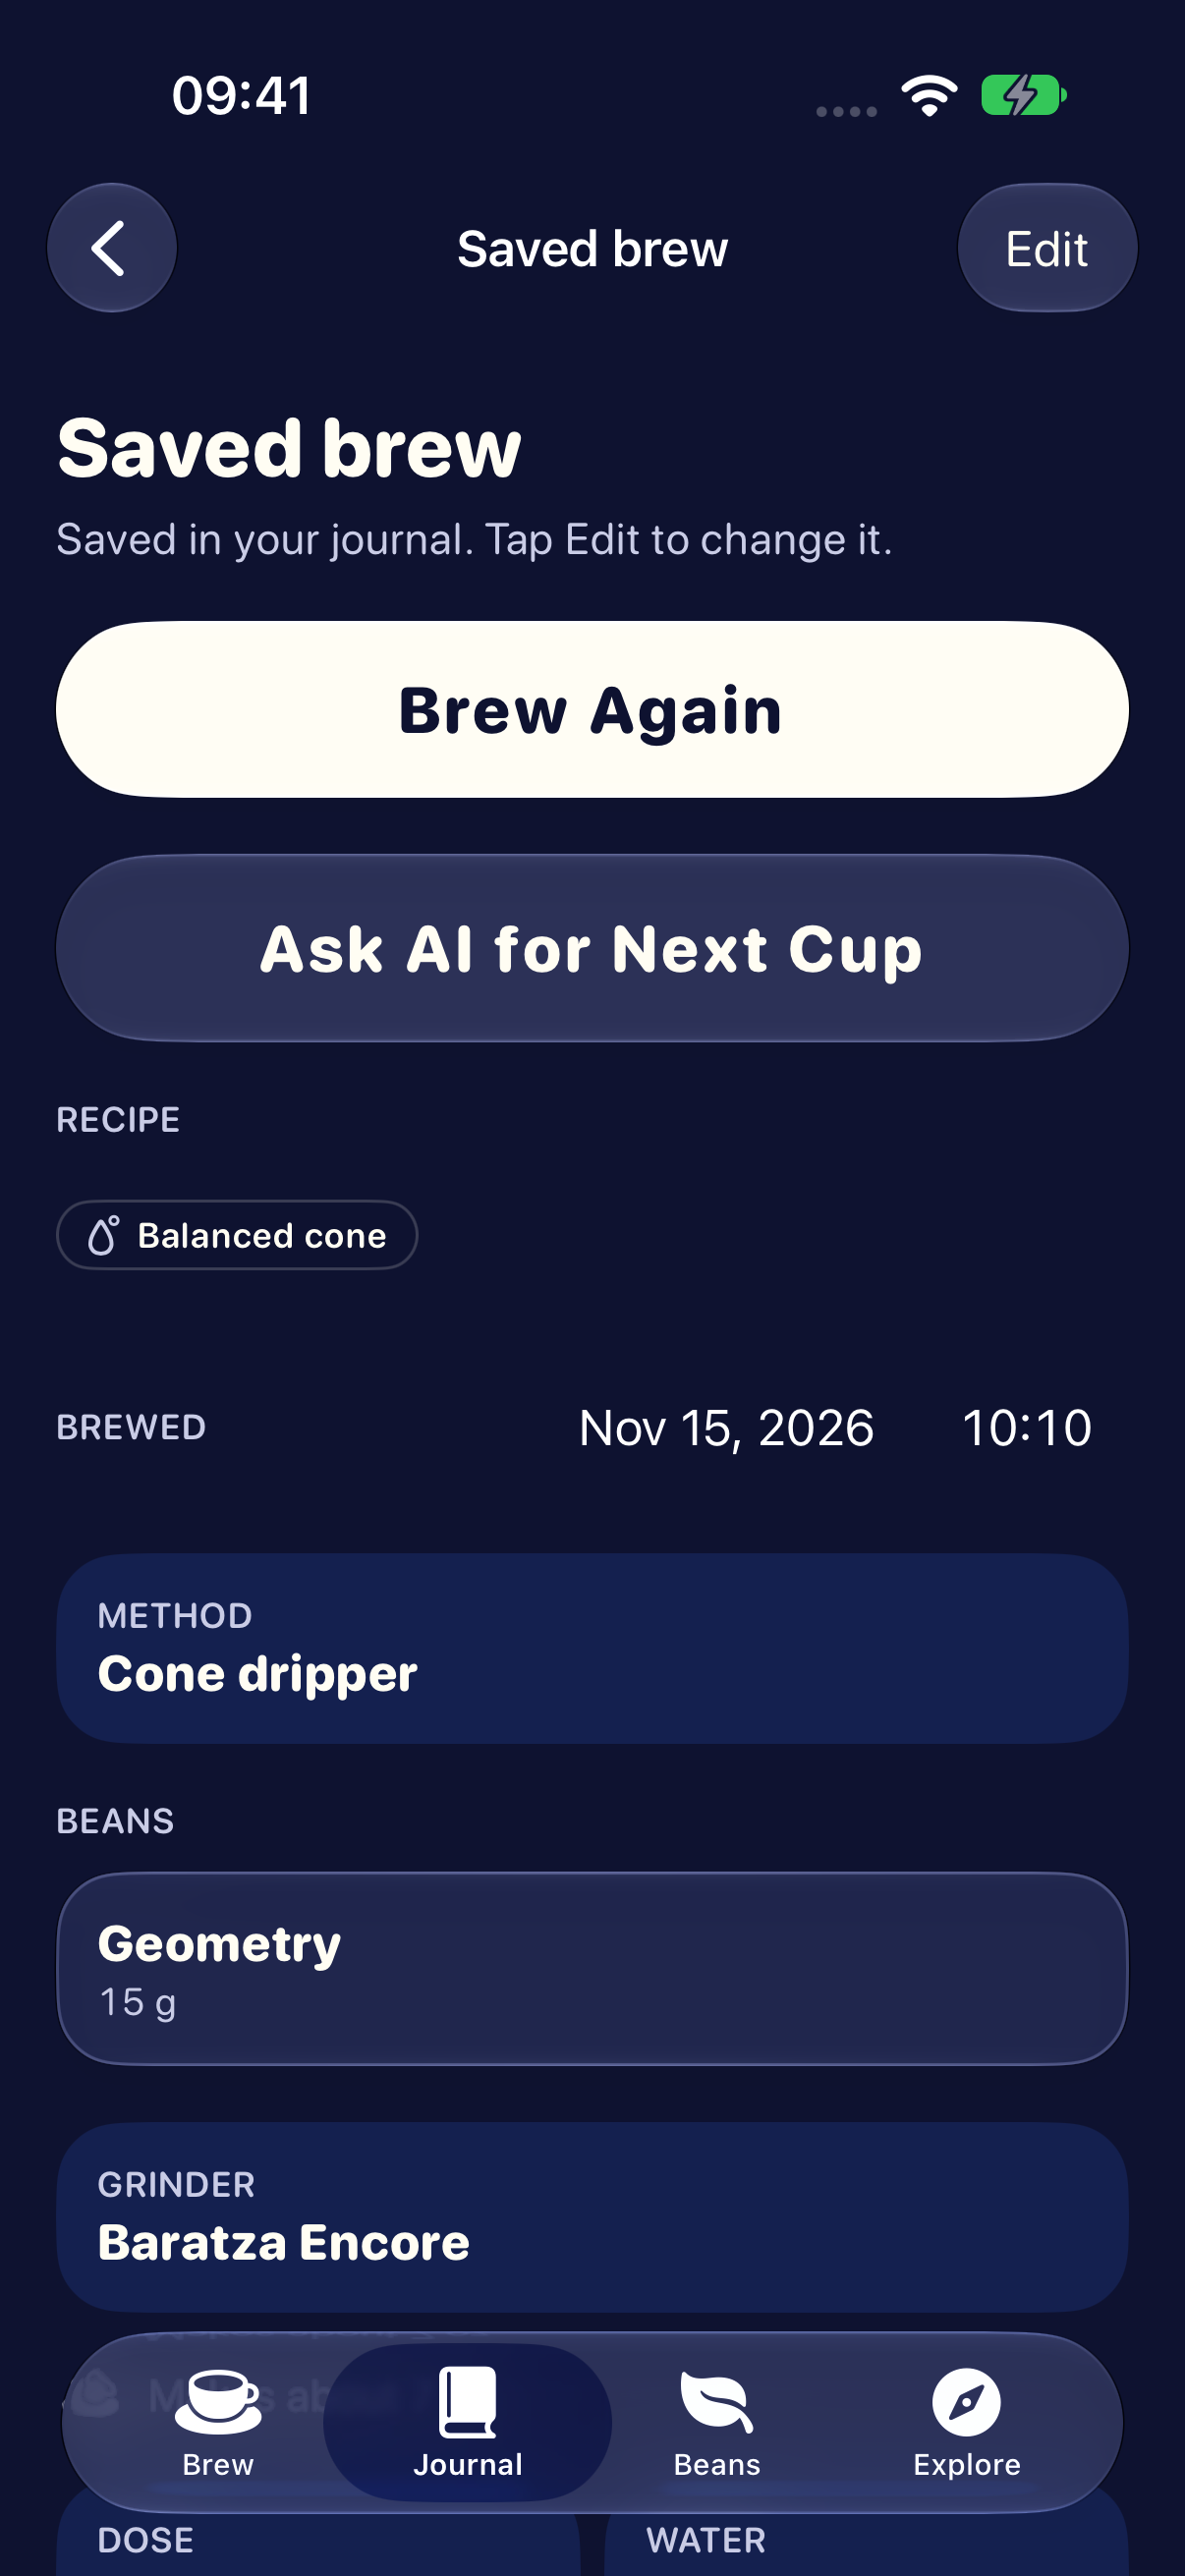 09:41
Saved brew
Edit
Saved brew
Saved in your journal. Tap Edit to change it.
Brew Again
Ask AI for Next Cup
RECIPE
Balanced cone
BREWED
Nov 15, 2026
10:10
METHOD
Cone dripper
BEANS
Geometry
15 g
GRINDER
Baratza Encore
Brew
Journal
Beans
Explore
DOSE
WATER